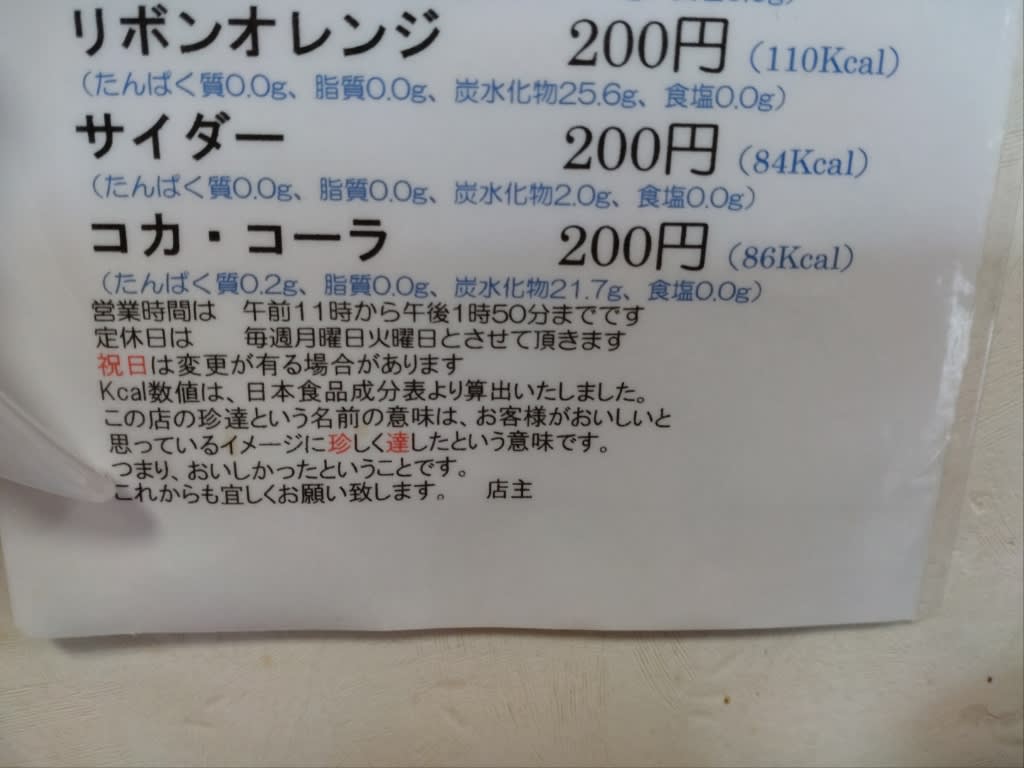 リボンオレンジ 200円 (110Kcal)
(たんぱく質0.0g、脂質0.0g、炭水化物25.6g、食塩0.0g)
サイダー 200円 (84Kcal)
(たんぱく質0.0g、脂質0.0g、炭水化物2.0g、食塩0.0g)
コカ・コーラ 200円 (86Kcal)
(たんぱく質0.2g、脂質0.0g、炭水化物21.7g、食塩0.0g)
営業時間は 午前11時から午後1時50分までです
定休日は 毎週月曜日火曜日とさせて頂きます
祝日は変更が有る場合があります
Kcal数値は、日本食品成分表より算出いたしました。
この店の珍達という名前の意味は、お客様がおいしいと
思っているイメージに珍しく達したという意味です。
つまり、おいしかったということです。
これからも宜しくお願い致します。 店主